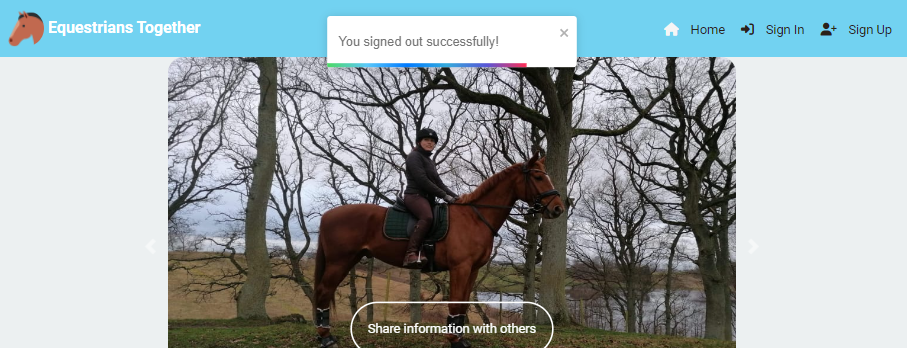 Equestrians Together
You signed out successfully!
×
Home
Sign In
Sign Up
Share information with others